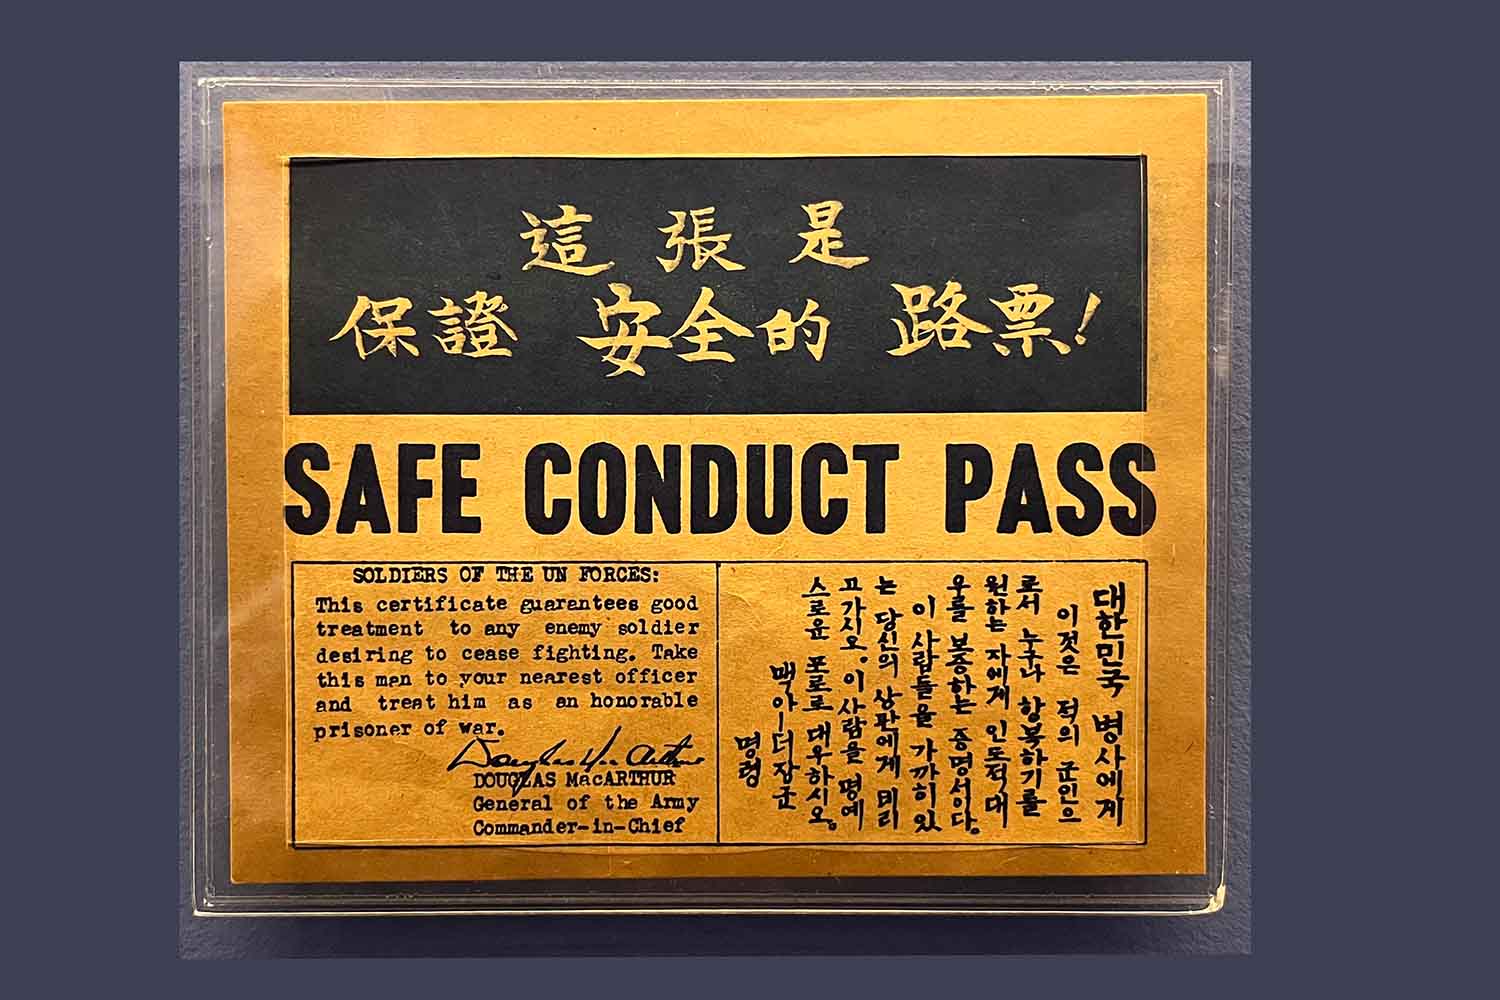 這張是
保證 安全的 路票!
SAFE CONDUCT PASS
SOLDIERS OF THE UN FORCES:
This certificate guarantees good
treatment to any enemy soldier
desiring to cease fighting. Take
this man to your nearest officer
and treat him as an honorable
prisoner of war.
Douglas MacArthur
DOUGLAS MacARTHUR
General of the Army
Commander-in-Chief
대한민국 병사에게
이것은 적의 군인으
로서 누구나 항복하기를
원하는 자에게 인도적대
우를 보증하는 증명서이다.
이 사람들을 가까히 있
는 당신의 상관에게 데리
고 가시오. 이사람을 명예
스로운 포로로 대우하시오.
맥아-더장군
명령